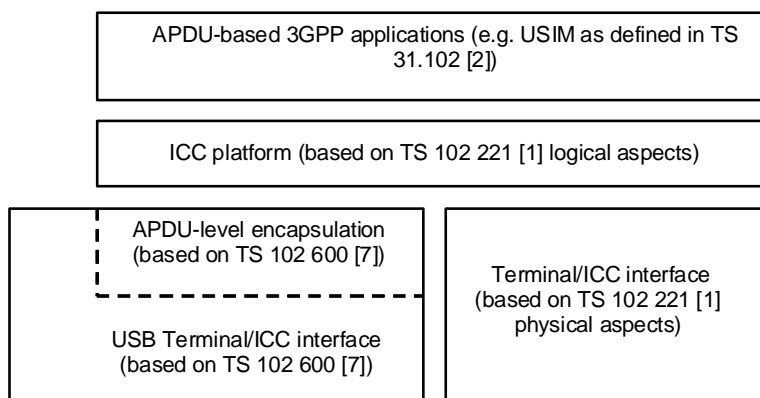 APDU-based 3GPP applications (e.g. USIM as defined in TS
31.102 [2])
ICC platform (based on TS 102 221 [1] logical aspects)
APDU-level encapsulation
(based on TS 102 600 [7])
USB Terminal/ICC interface
(based on TS 102 600 [7])
Terminal/ICC interface
(based on TS 102 221 [1]
physical aspects)